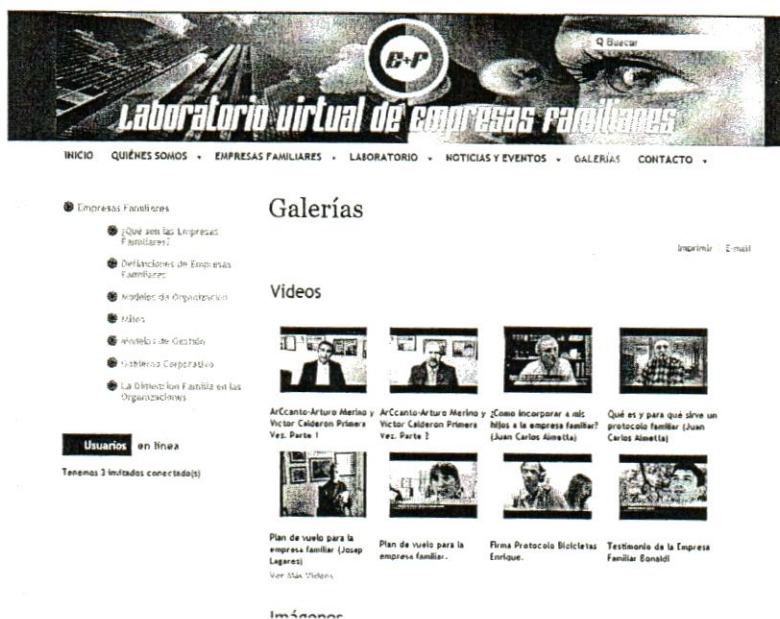 Buscar
E+F
Laboratorio virtual de Empresas Familiares
INICIO QUIÉNES SOMOS EMPRESAS FAMILIARES LABORATORIO NOTICIAS Y EVENTOS GALERÍAS CONTACTO
Empresas Familiares
¿Qué son las Empresas
Familiares?
Definiciones de Empresas
Familiares
Modelos de Organización
Mitos
Modelos de Gestión
Gobierno Corporativo
La Dimension Familia en las
Organizaciones
Usuarios en línea
Tenemos 3 invitados conectado(s)
Galerías
Imprimir E-mail
Videos
ArCcanto-Arturo Merino y
Victor Calderon Primera
Vez. Parte 1
ArCcanto-Arturo Merino y
Victor Calderon Primera
Vez. Parte 2
¿Como incorporar a mis
hijos a la empresa familiar?
(Juan Carlos Aimetta)
Qué es y para qué sirve un
protocolo familiar (Juan
Carlos Aimetta)
Plan de vuelo para la
empresa familiar (Josep
Lagares)
Plan de vuelo para la
empresa familiar.
Firma Protocolo Bicicletas
Enrique.
Testimonio de la Empresa
Familiar Bonaldi
Ver Más Videos
Imágenes